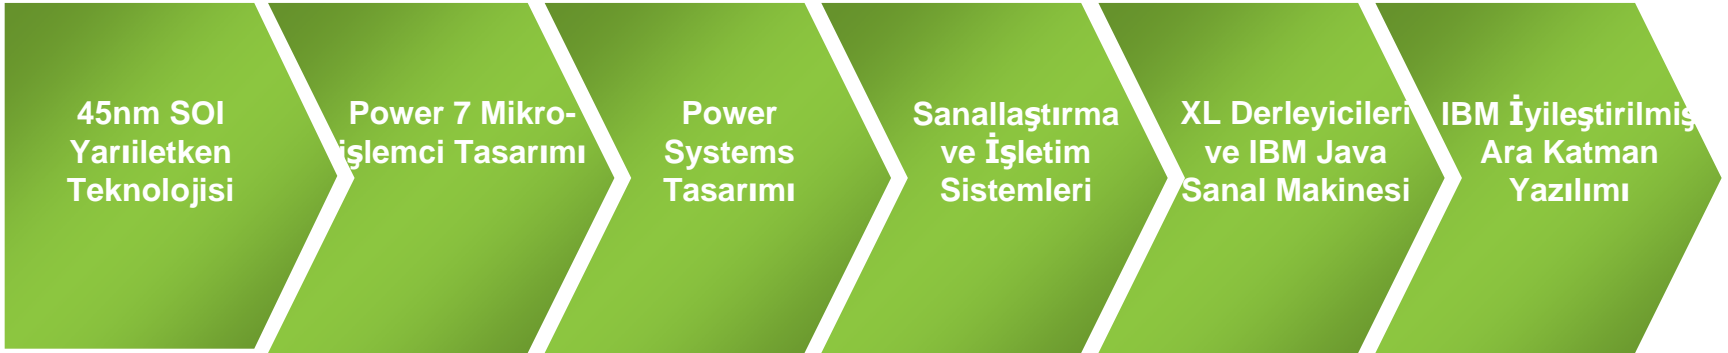 45nm SOI
Yarıiletken
Teknolojisi
Power 7 Mikro-
işlemci Tasarımı
Power
Systems
Tasarımı
Sanallaştırma
ve İşletim
Sistemleri
XL Derleyicileri
ve IBM Java
Sanal Makinesi
IBM İyileştirilmiş
Ara Katman
Yazılımı